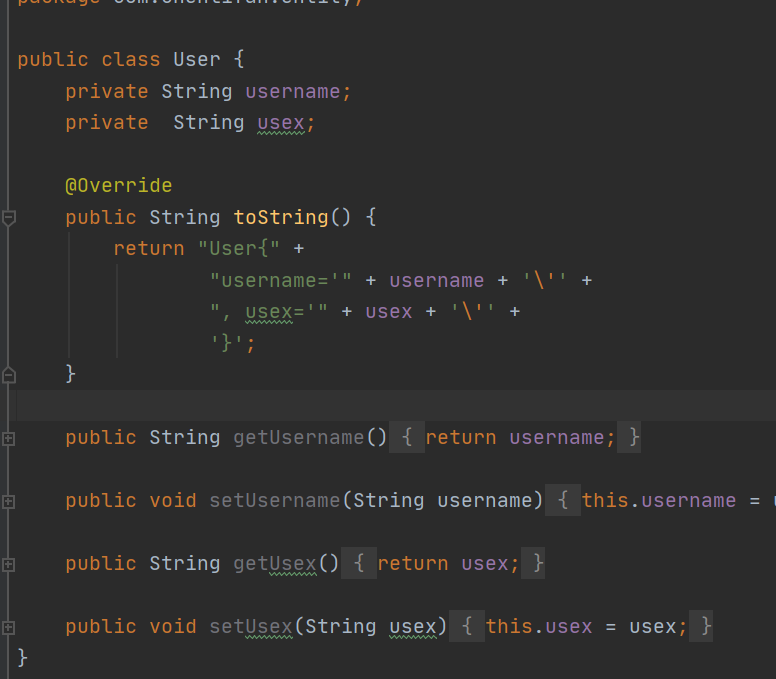 public class User {
private String username;
private  String usex;
@Override
public String toString() {
return "User{" +
"username='" + username + '\'' +
", usex='" + usex + '\'' +
'}';
}
public String getUsername() { return username; }
public void setUsername(String username) { this.username =
public String getUsex() { return usex; }
public void setUsex(String usex) { this.usex = usex; }
}